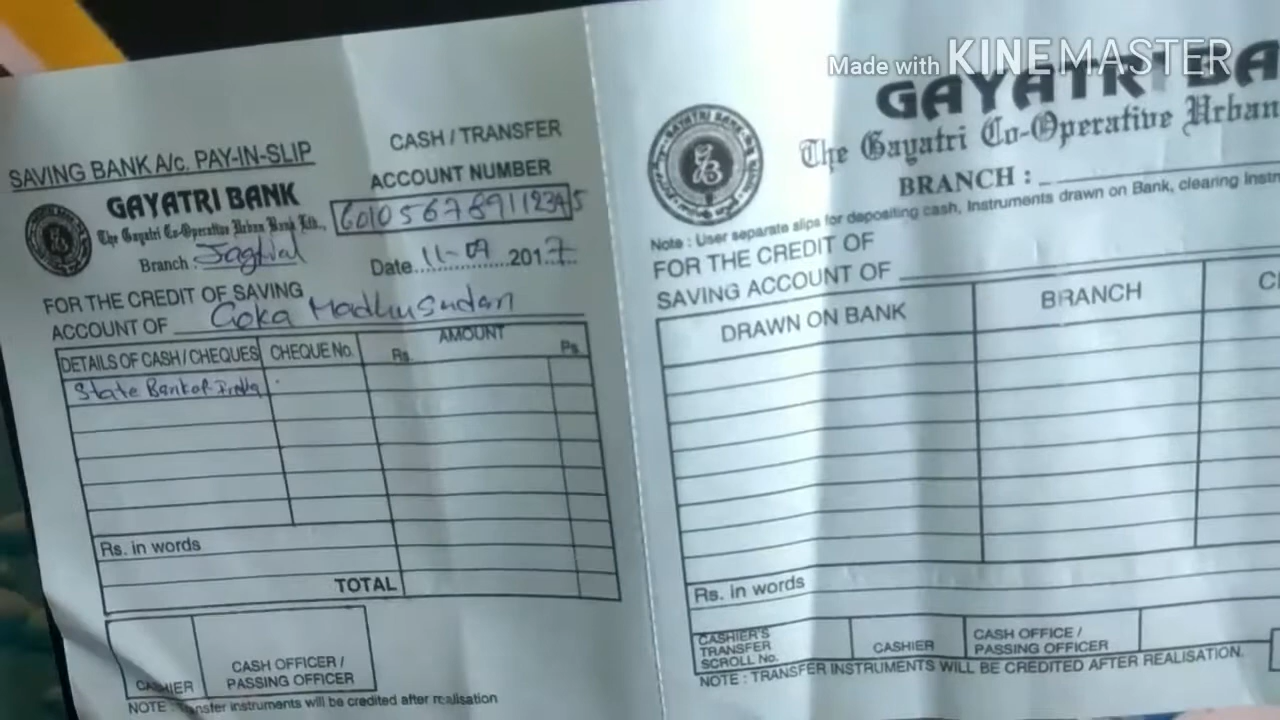 Made with KINEMASTER
SAVING BANK A/c. PAY-IN-SLIP
CASH / TRANSFER
GAYATRI BANK
The Gayatri Co-Operative Urban Bank Ltd.,
ACCOUNT NUMBER
Branch : Jagtial
Date 11-09 2017
FOR THE CREDIT OF SAVING
ACCOUNT OF Goka Madhusudan
DETAILS OF CASH / CHEQUES CHEQUE No. AMOUNT
Rs. Ps.
State Bank of India
Rs. in words
TOTAL
CASHIER
CASH OFFICER /
PASSING OFFICER
NOTE : Transfer instruments will be credited after realisation
GAYATRI BA
The Gayatri Co-Operative Urban
BRANCH :
Note : User separate slips for depositing cash, Instruments drawn on Bank, clearing Instr
FOR THE CREDIT OF
SAVING ACCOUNT OF
DRAWN ON BANK BRANCH
Rs. in words
CASHIER'S
TRANSFER
SCROLL No.
CASHIER
CASH OFFICE /
PASSING OFFICER
NOTE : TRANSFER INSTRUMENTS WILL BE CREDITED AFTER REALISATION.